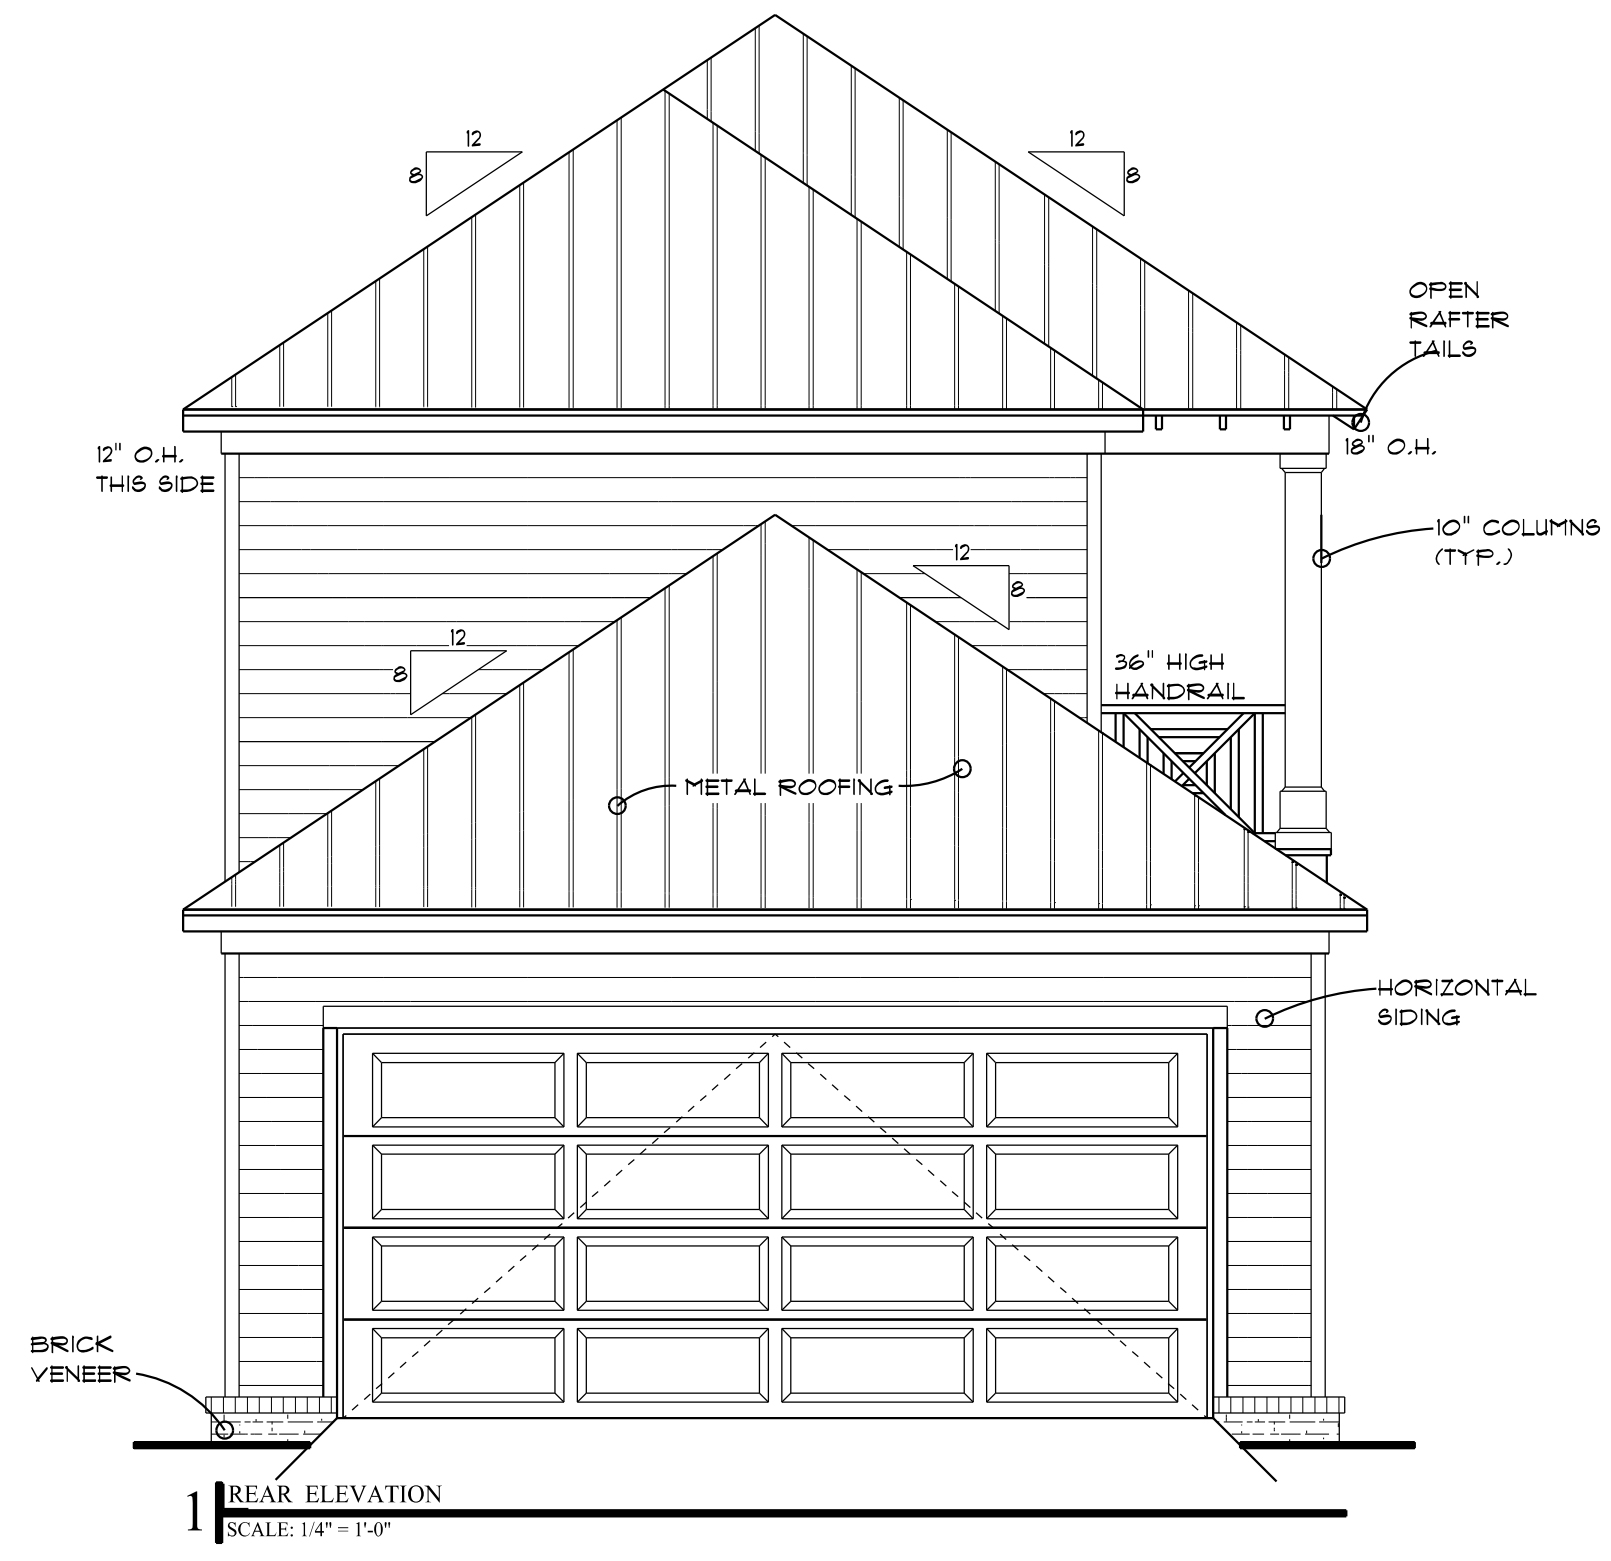 12
8
12
8
OPEN
RAFTER
TAILS
12" O.H.
THIS SIDE
18" O.H.
10" COLUMNS
(TYP.)
12
8
12
8
36" HIGH
HANDRAIL
METAL ROOFING
HORIZONTAL
SIDING
BRICK
VENEER
1
REAR ELEVATION
SCALE: 1/4" = 1'-0"